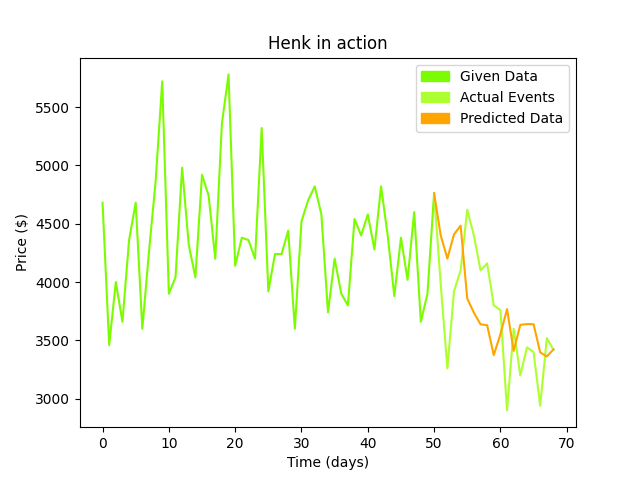 Henk in action
Given Data
Actual Events
Predicted Data
Price ($)
5500
5000
4500
4000
3500
3000
0 10 20 30 40 50 60 70
Time (days)